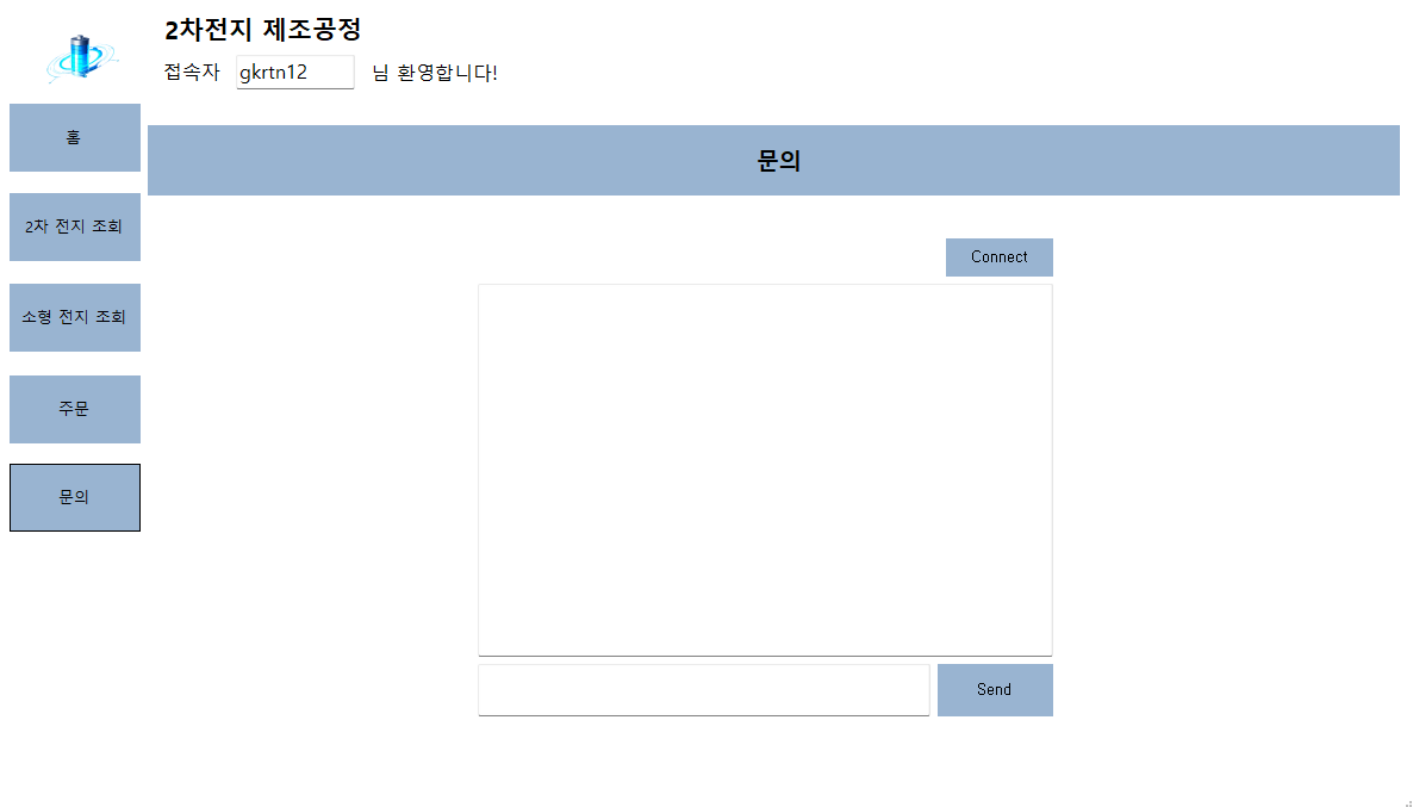 2차전지 제조공정
접속자 gkrtn12 님 환영합니다!
홈
문의
2차 전지 조회
Connect
소형 전지 조회
주문
문의
Send